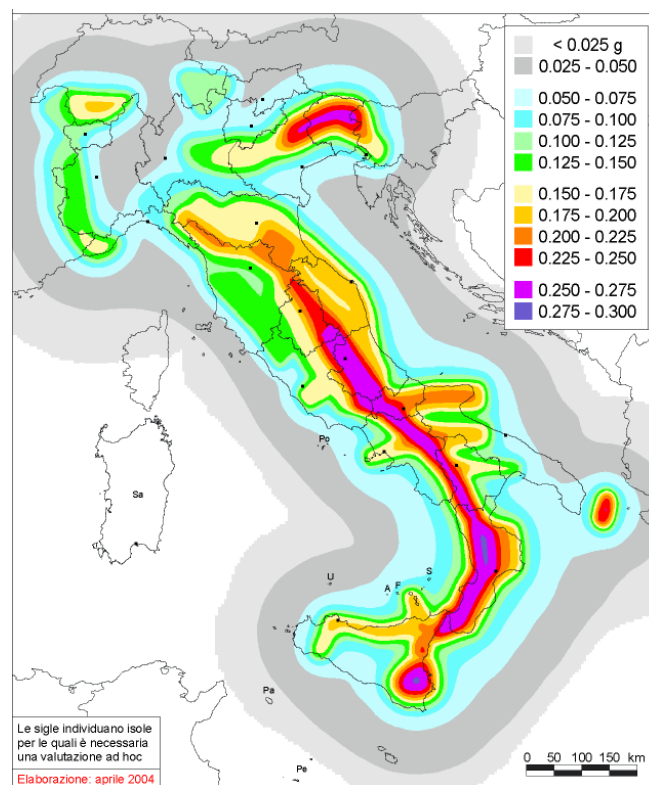 < 0.025 g
0.025 - 0.050
0.050 - 0.075
0.075 - 0.100
0.100 - 0.125
0.125 - 0.150
0.150 - 0.175
0.175 - 0.200
0.200 - 0.225
0.225 - 0.250
0.250 - 0.275
0.275 - 0.300
Po
Sa
U
A
F
S
Pa
Pe
Le sigle individuano isole
per le quali è necessaria
una valutazione ad hoc
Elaborazione: aprile 2004
0 50 100 150 km